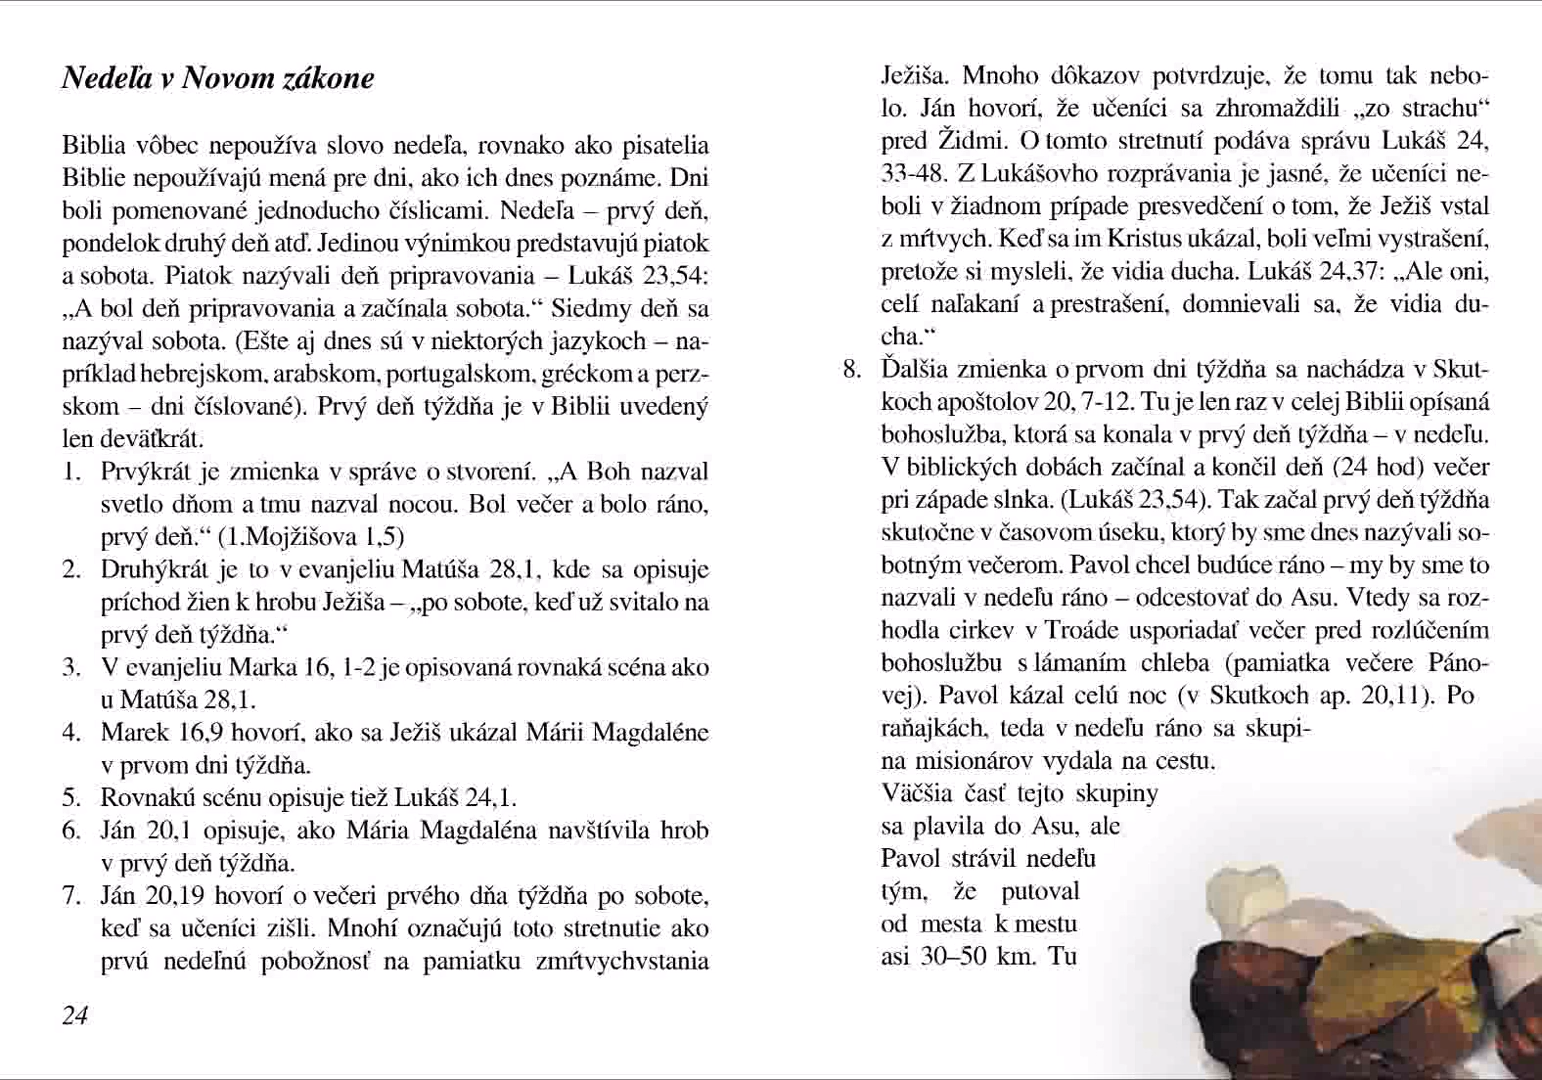 Nedeľa v Novom zákone
Biblia vôbec nepoužíva slovo nedeľa, rovnako ako pisatelia
Biblie nepoužívajú mená pre dni, ako ich dnes poznáme. Dni
boli pomenované jednoducho číslicami. Nedeľa – prvý deň,
pondelok druhý deň atď. Jedinou výnimkou predstavujú piatok
a sobota. Piatok nazývali deň pripravovania – Lukáš 23,54:
„A bol deň pripravovania a začínala sobota.“ Siedmy deň sa
nazýval sobota. (Ešte aj dnes sú v niektorých jazykoch – na-
príklad hebrejskom, arabskom, portugalskom, gréckom a perz-
skom – dni číslované). Prvý deň týždňa je v Biblii uvedený
len deväťkrát.
1. Prvýkrát je zmienka v správe o stvorení. „A Boh nazval
svetlo dňom a tmu nazval nocou. Bol večer a bolo ráno,
prvý deň.“ (1.Mojžišova 1,5)
2. Druhýkrát je to v evanjeliu Matúša 28,1, kde sa opisuje
príchod žien k hrobu Ježiša – „po sobote, keď už svitalo na
prvý deň týždňa.“
3. V evanjeliu Marka 16, 1-2 je opisovaná rovnaká scéna ako
u Matúša 28,1.
4. Marek 16,9 hovorí, ako sa Ježiš ukázal Márii Magdaléne
v prvom dni týždňa.
5. Rovnakú scénu opisuje tiež Lukáš 24,1.
6. Ján 20,1 opisuje, ako Mária Magdaléna navštívila hrob
v prvý deň týždňa.
7. Ján 20,19 hovorí o večeri prvého dňa týždňa po sobote,
keď sa učeníci zišli. Mnohí označujú toto stretnutie ako
prvú nedeľnú pobožnosť na pamiatku zmŕtvychvstania
24
Ježiša. Mnoho dôkazov potvrdzuje, že tomu tak nebo-
lo. Ján hovorí, že učeníci sa zhromaždili „zo strachu“
pred Židmi. O tomto stretnutí podáva správu Lukáš 24,
33-48. Z Lukášovho rozprávania je jasné, že učeníci ne-
boli v žiadnom prípade presvedčení o tom, že Ježiš vstal
z mŕtvych. Keď sa im Kristus ukázal, boli veľmi vystrašení,
pretože si mysleli, že vidia ducha. Lukáš 24,37: „Ale oni,
celí naľakaní a prestrašení, domnievali sa, že vidia du-
cha.“
8. Ďalšia zmienka o prvom dni týždňa sa nachádza v Skut-
koch apoštolov 20, 7-12. Tu je len raz v celej Biblii opísaná
bohoslužba, ktorá sa konala v prvý deň týždňa – v nedeľu.
V biblických dobách začínal a končil deň (24 hod) večer
pri západe slnka. (Lukáš 23,54). Tak začal prvý deň týždňa
skutočne v časovom úseku, ktorý by sme dnes nazývali so-
botným večerom. Pavol chcel budúce ráno – my by sme to
nazvali v nedeľu ráno – odcestovať do Asu. Vtedy sa roz-
hodla cirkev v Troáde usporiadať večer pred rozlúčením
bohoslužbu s lámaním chleba (pamiatka večere Páno-
vej). Pavol kázal celú noc (v Skutkoch ap. 20,11). Po
raňajkách, teda v nedeľu ráno sa skupi-
na misionárov vydala na cestu.
Väčšia časť tejto skupiny
sa plavila do Asu, ale
Pavol strávil nedeľu
tým, že putoval
od mesta k mestu
asi 30–50 km. Tu